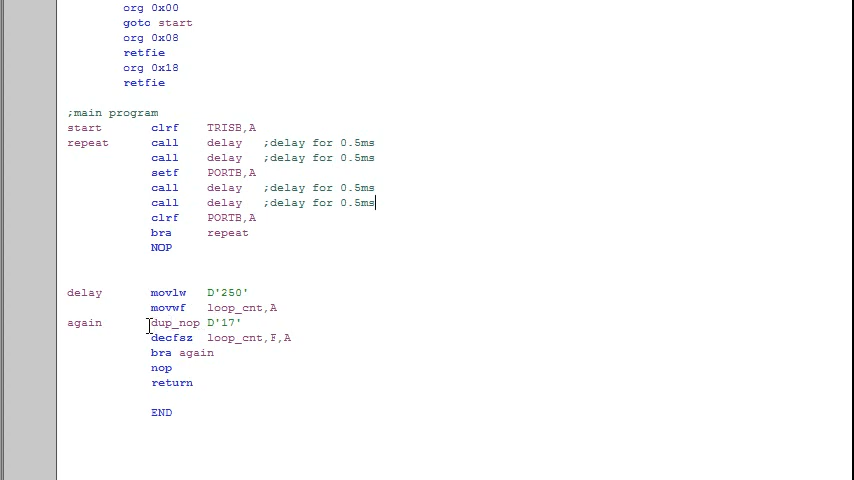 org 0x00
goto start
org 0x08
retfie
org 0x18
retfie
;main program
start clrf TRISB,A
repeat call delay ;delay for 0.5ms
call delay ;delay for 0.5ms
setf PORTB,A
call delay ;delay for 0.5ms
call delay ;delay for 0.5ms
clrf PORTB,A
bra repeat
NOP
delay movlw D'250'
movwf loop_cnt,A
again dup_nop D'17'
decfsz loop_cnt,F,A
bra again
nop
return
END